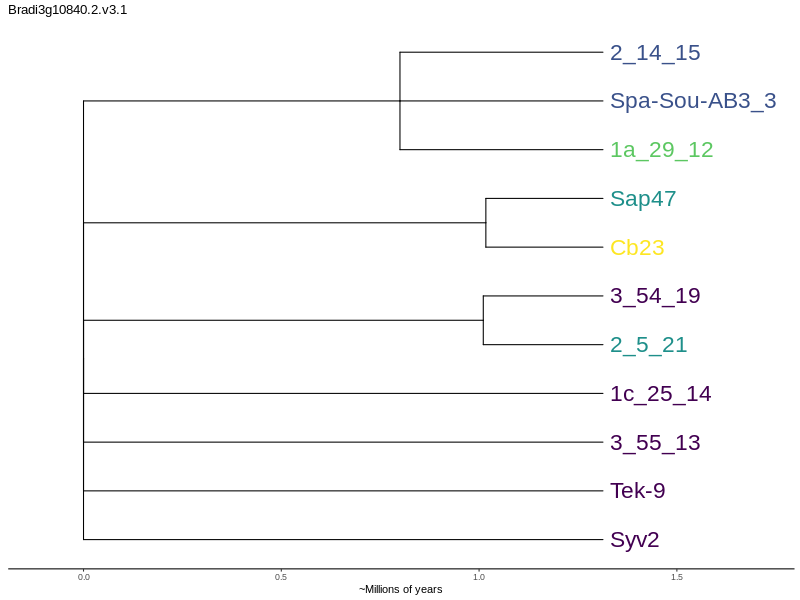 Bradi3g10840.2.v3.1
2_14_15
Spa-Sou-AB3_3
1a_29_12
Sap47
Cb23
3_54_19
2_5_21
1c_25_14
3_55_13
Tek-9
Syv2
0.0 0.5 1.0 1.5
~Millions of years